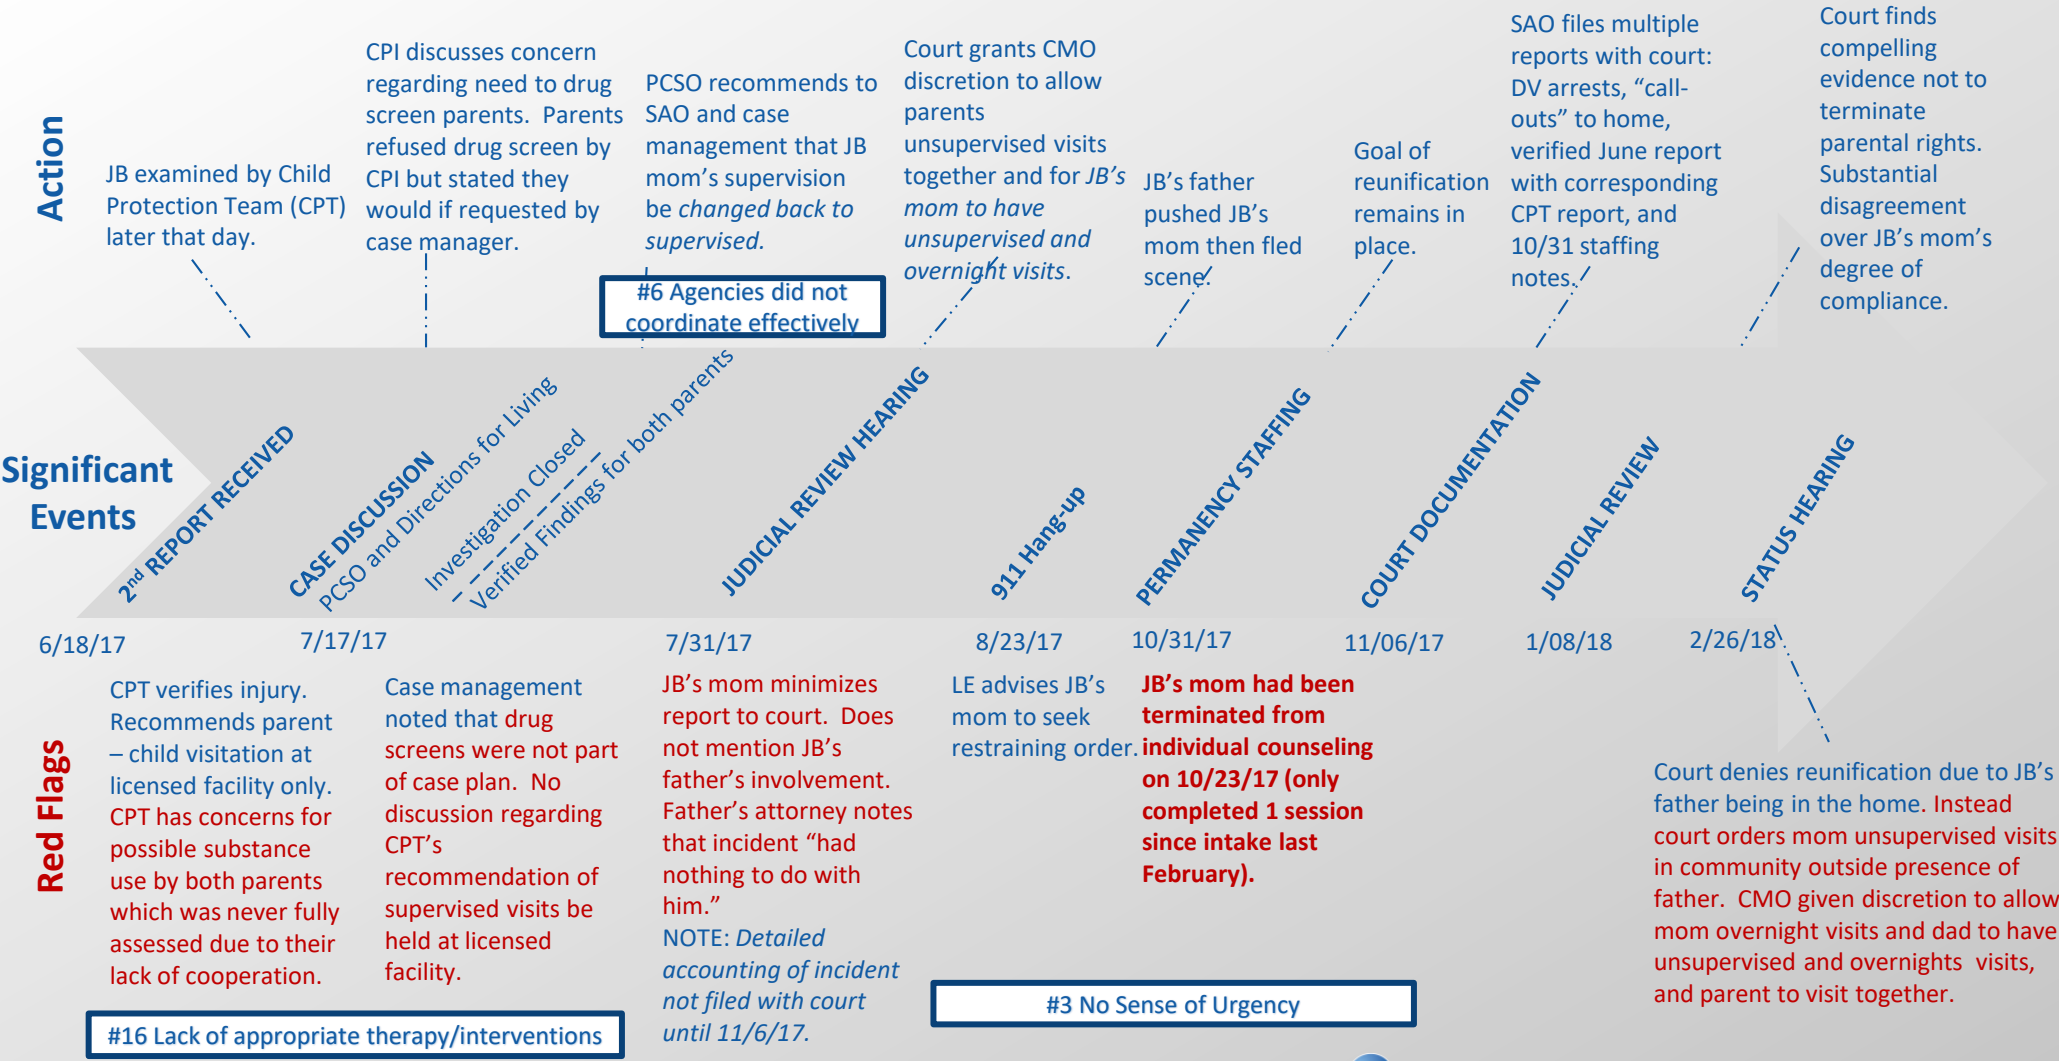 Action
JB examined by Child
Protection Team (CPT)
later that day.
CPI discusses concern
regarding need to drug
screen parents. Parents
refused drug screen by
CPI but stated they
would if requested by
case manager.
PCSO recommends to
SAO and case
management that JB
mom's supervision
be changed back to
supervised.
#6 Agencies did not
coordinate effectively
Court grants CMO
discretion to allow
parents
unsupervised visits
together and for JB's
mom to have
unsupervised and
overnight visits.
JB's father
pushed JB's
mom then fled
scene.
Goal of
reunification
remains in
place.
SAO files multiple
reports with court:
DV arrests, "call-
outs" to home,
verified June report
with corresponding
CPT report, and
10/31 staffing
notes.
Court finds
compelling
evidence not to
terminate
parental rights.
Substantial
disagreement
over JB's mom's
degree of
compliance.
Significant
Events
2nd REPORT RECEIVED
CASE DISCUSSION
PCSO and Directions for Living
Investigation Closed
Verified Findings for both parents
JUDICIAL REVIEW HEARING
911 Hang-up
PERMANENCY STAFFING
COURT DOCUMENTATION
JUDICIAL REVIEW
STATUS HEARING
6/18/17
7/17/17
7/31/17
8/23/17
10/31/17
11/06/17
1/08/18
2/26/18
Red Flags
CPT verifies injury.
Recommends parent
– child visitation at
licensed facility only.
CPT has concerns for
possible substance
use by both parents
which was never fully
assessed due to their
lack of cooperation.
Case management
noted that drug
screens were not part
of case plan. No
discussion regarding
CPT's
recommendation of
supervised visits be
held at licensed
facility.
#16 Lack of appropriate therapy/interventions
JB's mom minimizes
report to court. Does
not mention JB's
father's involvement.
Father's attorney notes
that incident "had
nothing to do with
him."
NOTE: Detailed
accounting of incident
not filed with court
until 11/6/17.
LE advises JB's
mom to seek
restraining order.
JB's mom had been
terminated from
individual counseling
on 10/23/17 (only
completed 1 session
since intake last
February).
#3 No Sense of Urgency
Court denies reunification due to JB's
father being in the home. Instead
court orders mom unsupervised visits
in community outside presence of
father. CMO given discretion to allow
mom overnight visits and dad to have
unsupervised and overnights visits,
and parent to visit together.